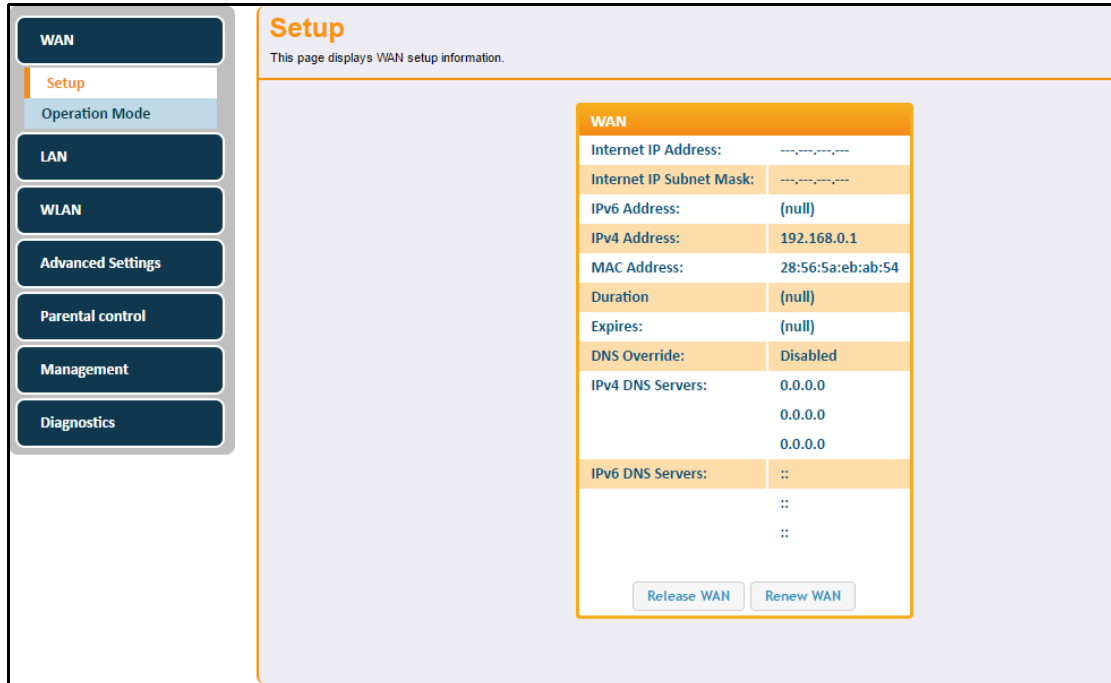 WAN
Setup
Operation Mode
LAN
WLAN
Advanced Settings
Parental control
Management
Diagnostics
Setup
This page displays WAN setup information.
WAN
Internet IP Address: ---.---.---.---
Internet IP Subnet Mask: ---.---.---.---
IPv6 Address: (null)
IPv4 Address: 192.168.0.1
MAC Address: 28:56:5a:eb:ab:54
Duration (null)
Expires: (null)
DNS Override: Disabled
IPv4 DNS Servers: 0.0.0.0
0.0.0.0
0.0.0.0
IPv6 DNS Servers: ::
::
::
Release WAN Renew WAN